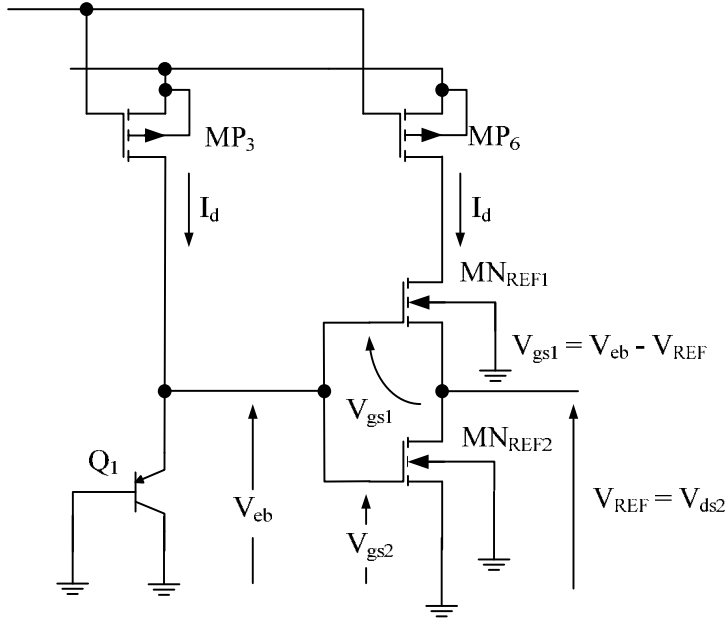 MP3
MP6
Id
Id
MNREF1
Vgs1 = Veb - VREF
Vgs1
MNREF2
Q1
Veb
Vgs2
VREF = Vds2